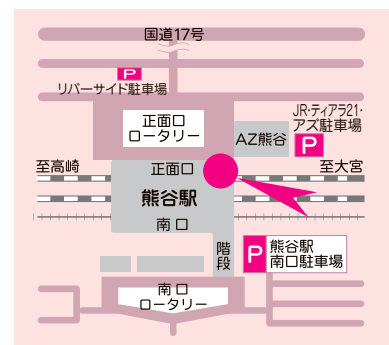 国道17号
P
リバーサイド駐車場
正面口
ロータリー
JR・ティアラ21・
アズ駐車場
P
AZ熊谷
至高崎
正面口
至大宮
熊谷駅
南口
階
段
P
熊谷駅
南口駐車場
南口
ロータリー